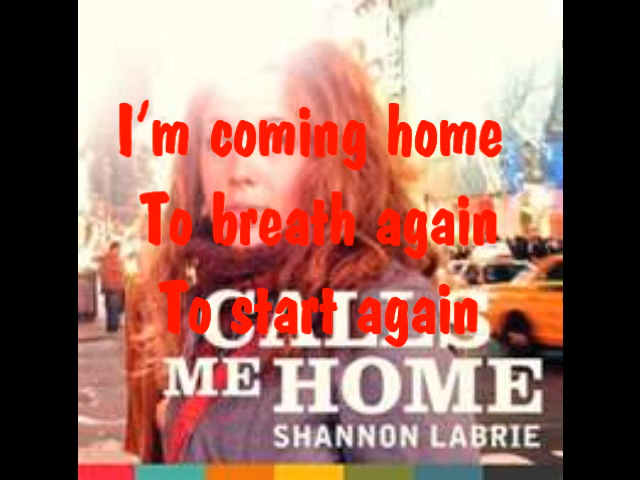 I'm coming home
To breath again
To start again
CALLS
ME HOME
SHANNON LABRIE